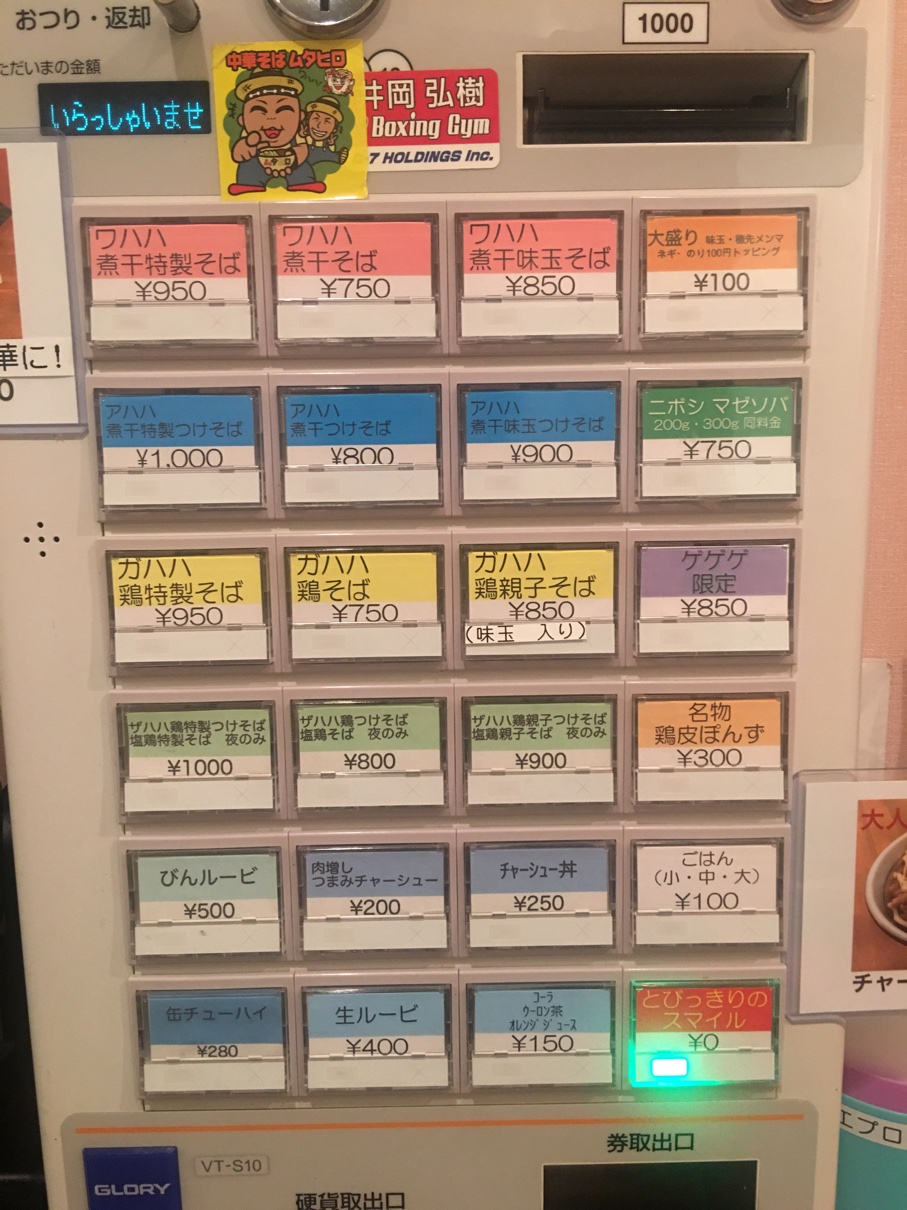 おつり・返却
1000
ただいまの金額
いらっしゃいませ
中華そば ムタヒロ
井岡 弘樹
Boxing Gym
HOLDINGS Inc.
ワハハ
煮干特製そば
¥950
ワハハ
煮干そば
¥750
ワハハ
煮干味玉そば
¥850
大盛り 味玉・穂先メンマ
ネギ・のり100円トッピング
¥100
華に!
0
アハハ
煮干特製つけそば
¥1,000
アハハ
煮干つけそば
¥800
アハハ
煮干味玉つけそば
¥900
ニボシ マゼソバ
200g・300g 同料金
¥750
ガハハ
鶏特製そば
¥950
ガハハ
鶏そば
¥750
ガハハ
鶏親子そば
¥850
(味玉 入り)
ゲゲゲ
限定
¥850
ザハハ鶏特製つけそば
塩鶏特製そば 夜のみ
¥1000
ザハハ鶏つけそば
塩鶏そば 夜のみ
¥800
ザハハ鶏親子つけそば
塩鶏親子そば 夜のみ
¥900
名物
鶏皮ぽんず
¥300
大人
びんルービ
¥500
肉増し
つまみチャーシュー
¥200
チャーシュー丼
¥250
ごはん
(小・中・大)
¥100
チャー
缶チューハイ
¥280
生ルービ
¥400
コーラ
ウーロン茶
オレンジジュース
¥150
とびっきりの
スマイル
¥0
エプロ
GLORY
VT-S10
硬貨取出口
券取出口